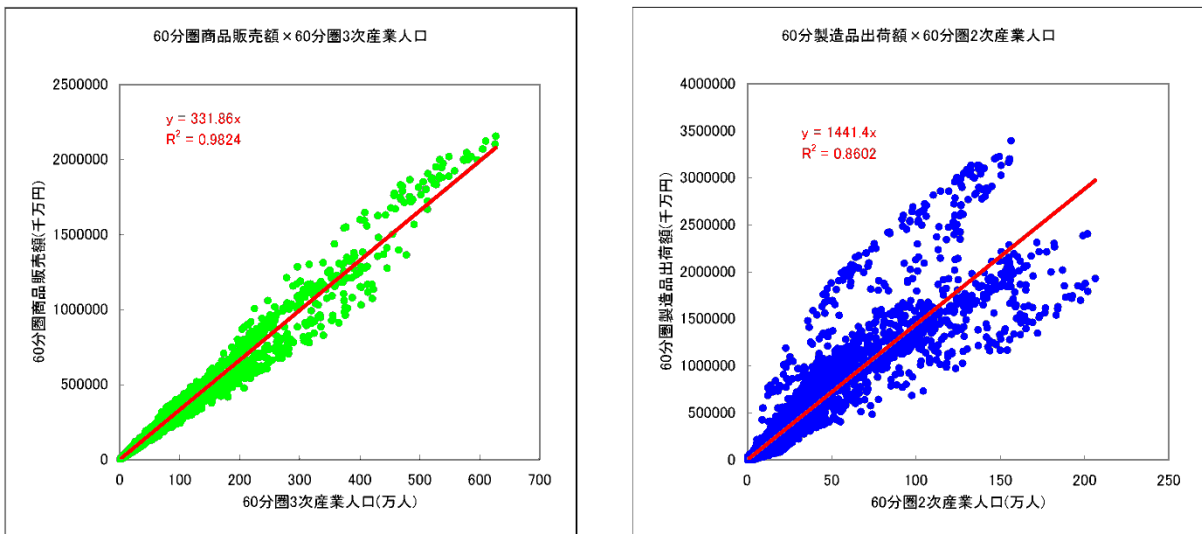 60分圏商品販売額×60分圏3次産業人口
y = 331.86x
R² = 0.9824
60分圏商品販売額(千万円)
2500000
2000000
1500000
1000000
500000
0
0 100 200 300 400 500 600 700
60分圏3次産業人口(万人)
60分製造品出荷額×60分圏2次産業人口
y = 1441.4x
R² = 0.8602
60分圏製造品出荷額(千万円)
4000000
3500000
3000000
2500000
2000000
1500000
1000000
500000
0
0 50 100 150 200 250
60分圏2次産業人口(万人)